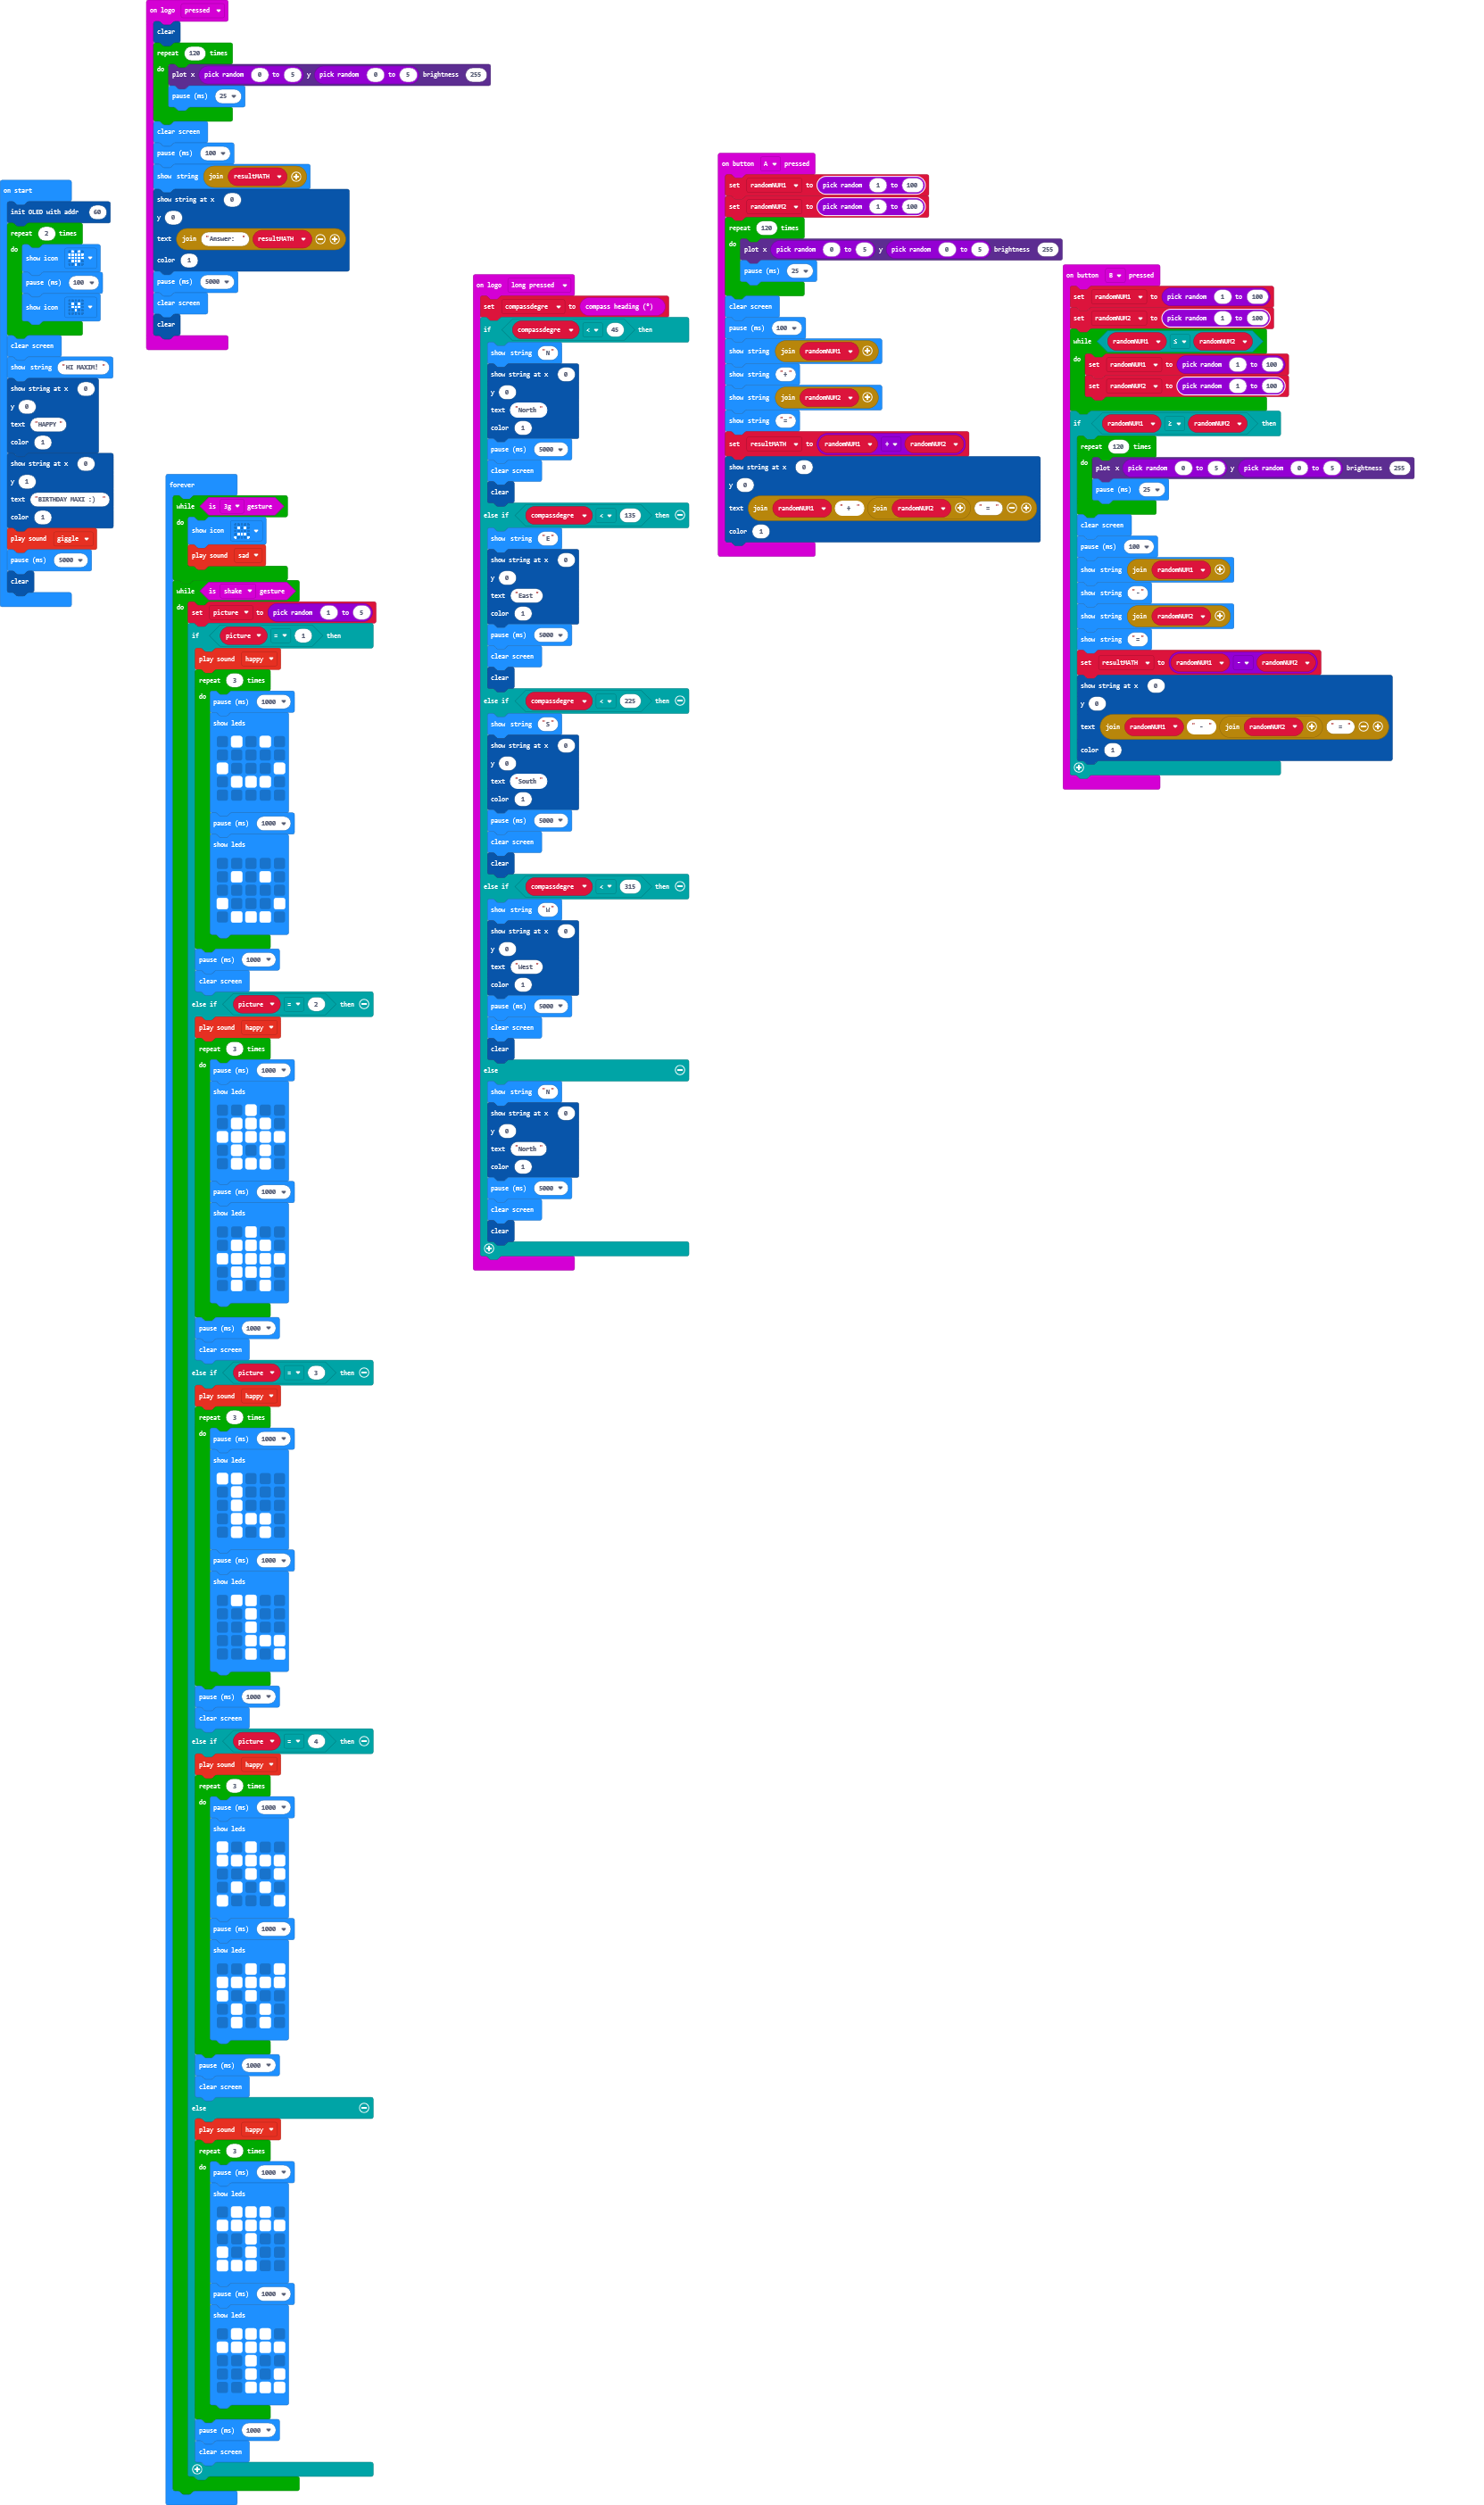 on start
init OLED with addr 60
repeat 2 times
do
show icon
pause (ms) 100
show icon
clear screen
show string "HI MAXIM!"
show string at x 0
y 0
text "HAPPY "
color 1
show string at x 0
y 1
text "BIRTHDAY MAXI :) "
color 1
play sound giggle
pause (ms) 5000
clear
on logo pressed
clear
repeat 120 times
do
plot x pick random 0 to 5 y pick random 0 to 5 brightness 255
pause (ms) 25
clear screen
pause (ms) 100
show string join resultMATH
show string at x 0
y 0
text join "Answer: " resultMATH
color 1
pause (ms) 5000
clear screen
clear
forever
while is 3g gesture
do
show icon
play sound sad
while is shake gesture
do
set picture to pick random 1 to 5
if picture = 1 then
play sound happy
repeat 3 times
do
pause (ms) 1000
show leds
pause (ms) 1000
show leds
pause (ms) 1000
clear screen
else if picture = 2 then
play sound happy
repeat 3 times
do
pause (ms) 1000
show leds
pause (ms) 1000
show leds
pause (ms) 1000
clear screen
else if picture = 3 then
play sound happy
repeat 3 times
do
pause (ms) 1000
show leds
pause (ms) 1000
show leds
pause (ms) 1000
clear screen
else if picture = 4 then
play sound happy
repeat 3 times
do
pause (ms) 1000
show leds
pause (ms) 1000
show leds
pause (ms) 1000
clear screen
else
play sound happy
repeat 3 times
do
pause (ms) 1000
show leds
pause (ms) 1000
show leds
pause (ms) 1000
clear screen
on logo long pressed
set compassdegre to compass heading (°)
if compassdegre < 45 then
show string "N"
show string at x 0
y 0
text "North"
color 1
pause (ms) 5000
clear screen
clear
else if compassdegre < 135 then
show string "E"
show string at x 0
y 0
text "East"
color 1
pause (ms) 5000
clear screen
clear
else if compassdegre < 225 then
show string "S"
show string at x 0
y 0
text "South"
color 1
pause (ms) 5000
clear screen
clear
else if compassdegre < 315 then
show string "W"
show string at x 0
y 0
text "West"
color 1
pause (ms) 5000
clear screen
clear
else
show string "N"
show string at x 0
y 0
text "North"
color 1
pause (ms) 5000
clear screen
clear
on button A pressed
set randomNUM1 to pick random 1 to 100
set randomNUM2 to pick random 1 to 100
repeat 120 times
do
plot x pick random 0 to 5 y pick random 0 to 5 brightness 255
pause (ms) 25
clear screen
pause (ms) 100
show string join randomNUM1
show string "+"
show string join randomNUM2
show string "="
set resultMATH to randomNUM1 + randomNUM2
show string at x 0
y 0
text join randomNUM1 " + " join randomNUM2 " = "
color 1
on button B pressed
set randomNUM1 to pick random 1 to 100
set randomNUM2 to pick random 1 to 100
while randomNUM1 ≤ randomNUM2
do
set randomNUM1 to pick random 1 to 100
set randomNUM2 to pick random 1 to 100
if randomNUM1 ≥ randomNUM2 then
repeat 120 times
do
plot x pick random 0 to 5 y pick random 0 to 5 brightness 255
pause (ms) 25
clear screen
pause (ms) 100
show string join randomNUM1
show string "-"
show string join randomNUM2
show string "="
set resultMATH to randomNUM1 - randomNUM2
show string at x 0
y 0
text join randomNUM1 " - " join randomNUM2 " = "
color 1